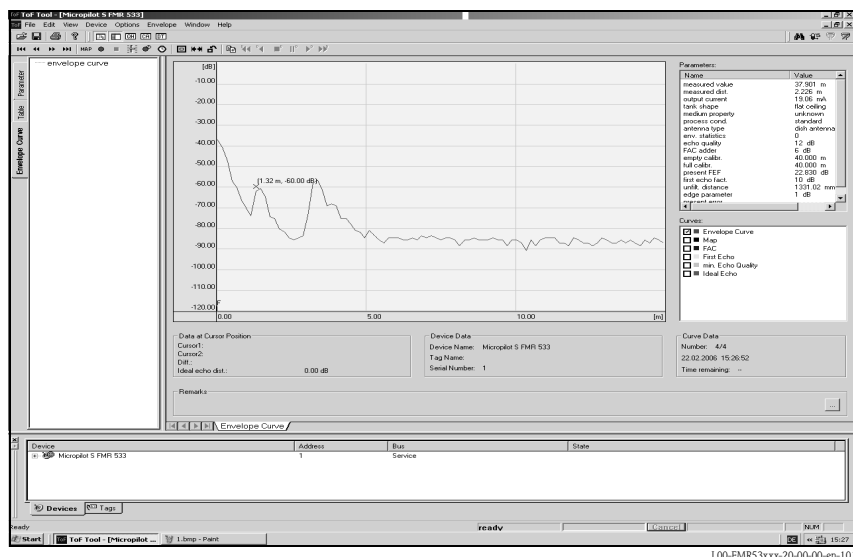 ToF Tool - [Micropilot S FMR 533]
File Edit View Device Options Envelope Window Help
MAP
Parameter
Table
Envelope Curve
envelope curve
[dB]
-10.00
-20.00
-30.00
-40.00
-50.00
-60.00
-70.00
-80.00
-90.00
-100.00
-110.00
-120.00
(1.32 m, -60.00 dB)
F
0.00 5.00 10.00 [m]
Parameters:
Name Value
measured value 37.901 m
measured dist. 2.226 m
output current 19.06 mA
tank shape flat ceiling
medium property unknown
process cond. standard
antenna type dish antenna
env. statistics 0
echo quality 12 dB
FAC adder 6 dB
empty calibr. 40.000 m
full calibr. 40.000 m
present FEF 22.830 dB
first echo fact. 10 dB
unfilt. distance 1331.02 mm
edge parameter 1 dB
present error
Curves:
Envelope Curve
Map
FAC
First Echo
min. Echo Quality
Ideal Echo
Data at Cursor Position
Cursor1:
Cursor2:
Diff.:
Ideal echo dist.: 0.00 dB
Device Data
Device Name: Micropilot S FMR 533
Tag Name:
Serial Number: 1
Curve Data
Number: 4/4
22.02.2006 15:26:52
Time remaining: --
Remarks
...
Envelope Curve
Device Address Bus State
Micropilot S FMR 533 1 Service
Devices Tags
Ready ready Cancel NUM
Start ToF Tool - [Micropilot ... 1.bmp - Paint DE 15:27
L00-FMR53xxx-20-00-00-en-10